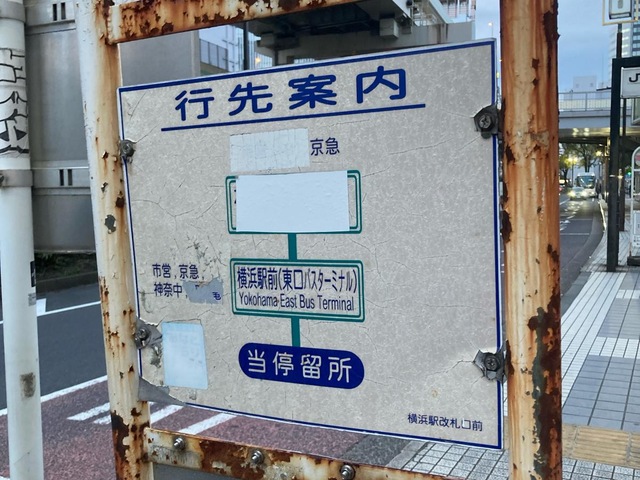 行先案内
京急
市営，京急，
神奈中
横浜駅前(東口バスターミナル)
Yokohama East Bus Terminal
当停留所
横浜駅改札口前